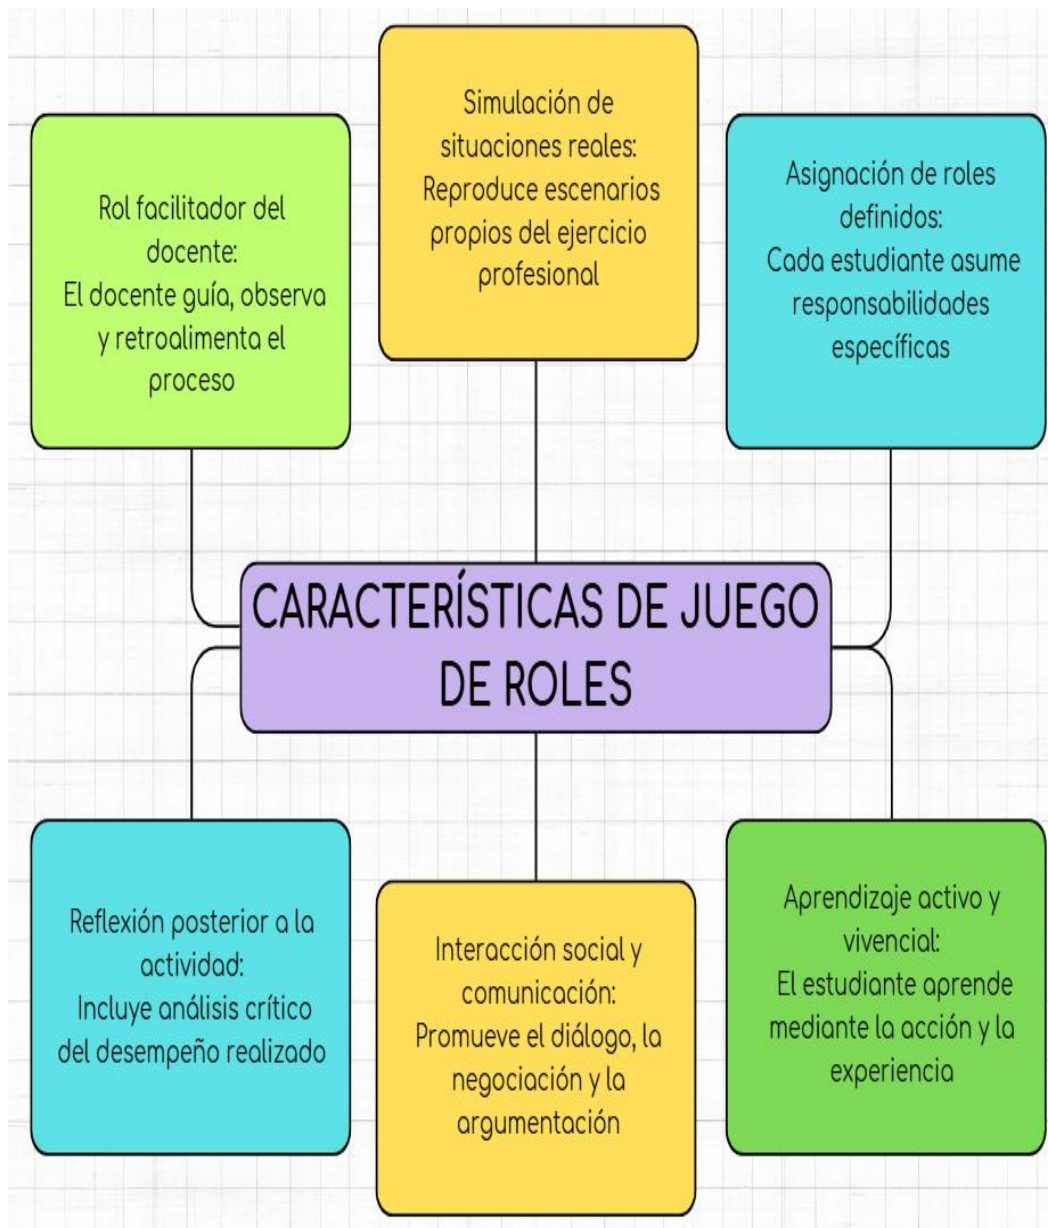 Simulación de
situaciones reales:
Reproduce escenarios
propios del ejercicio
profesional
Rol facilitador del
docente:
El docente guía, observa
y retroalimenta el
proceso
Asignación de roles
definidos:
Cada estudiante asume
responsabilidades
específicas
CARACTERÍSTICAS DE JUEGO
DE ROLES
Reflexión posterior a la
actividad:
Incluye análisis crítico
del desempeño realizado
Interacción social y
comunicación:
Promueve el diálogo, la
negociación y la
argumentación
Aprendizaje activo y
vivencial:
El estudiante aprende
mediante la acción y la
experiencia